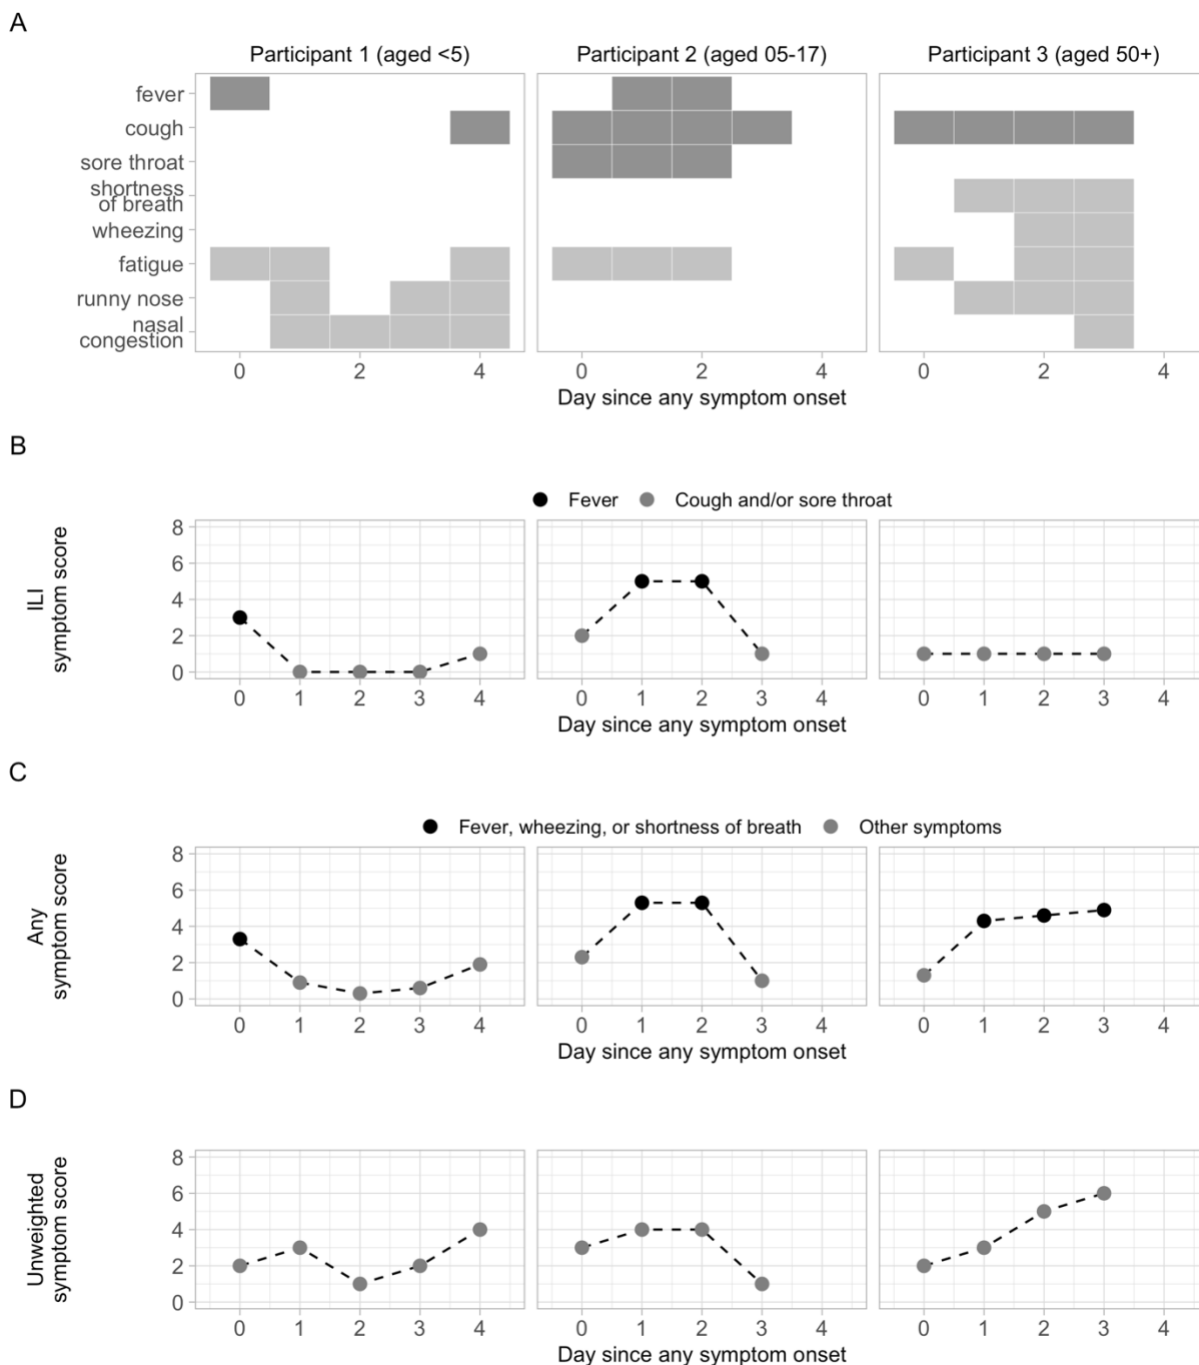 A
Participant 1 (aged <5) Participant 2 (aged 05-17) Participant 3 (aged 50+)
fever
cough
sore throat
shortness
of breath
wheezing
fatigue
runny nose
nasal
congestion
0 2 4 0 2 4 0 2 4
Day since any symptom onset
B
Fever Cough and/or sore throat
ILI
symptom score
8
6
4
2
0
0 1 2 3 4 0 1 2 3 4 0 1 2 3 4
Day since any symptom onset
C
Fever, wheezing, or shortness of breath Other symptoms
Any
symptom score
8
6
4
2
0
0 1 2 3 4 0 1 2 3 4 0 1 2 3 4
Day since any symptom onset
D
Unweighted
symptom score
8
6
4
2
0
0 1 2 3 4 0 1 2 3 4 0 1 2 3 4
Day since any symptom onset